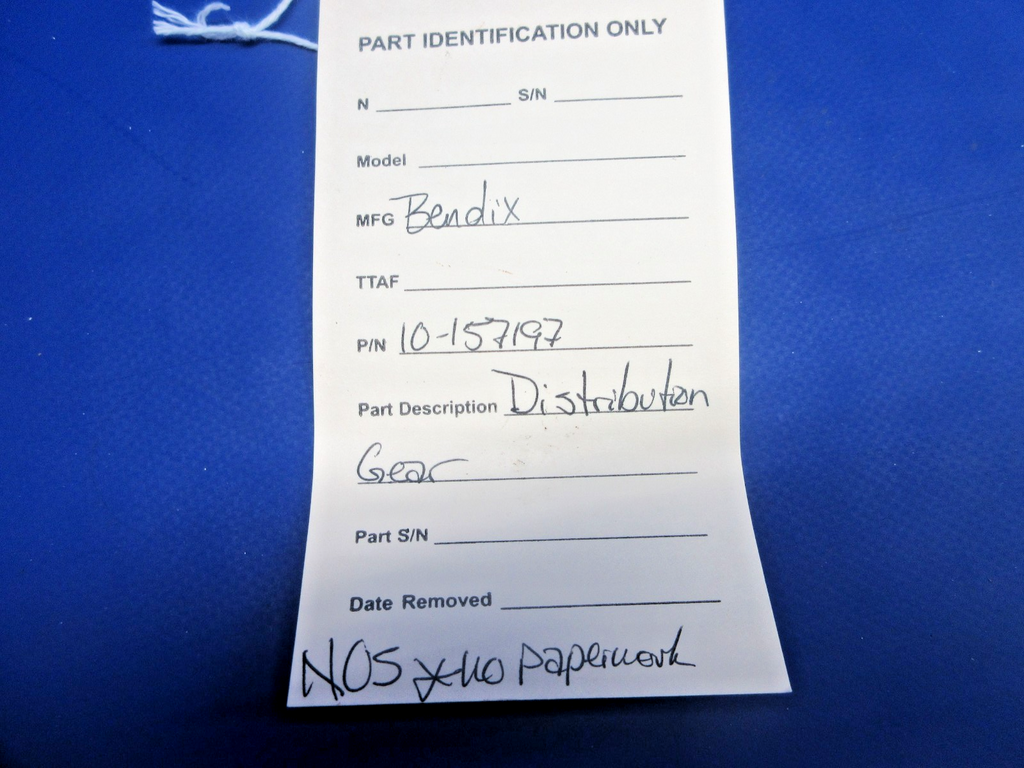 PART IDENTIFICATION ONLY
N S/N
Model
MFG Bendix
TTAF
P/N 10-157197
Part Description Distribution
Gear
Part S/N
Date Removed
NOS no paperwork